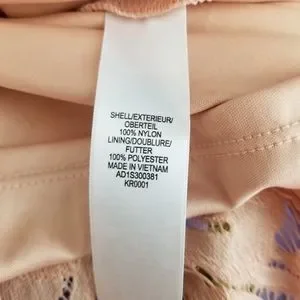 SHELL/EXTERIEUR/
OBERTEIL
100% NYLON
LINING/DOUBLURE/
FUTTER
100% POLYESTER
MADE IN VIETNAM
AD1S300381
KR0001